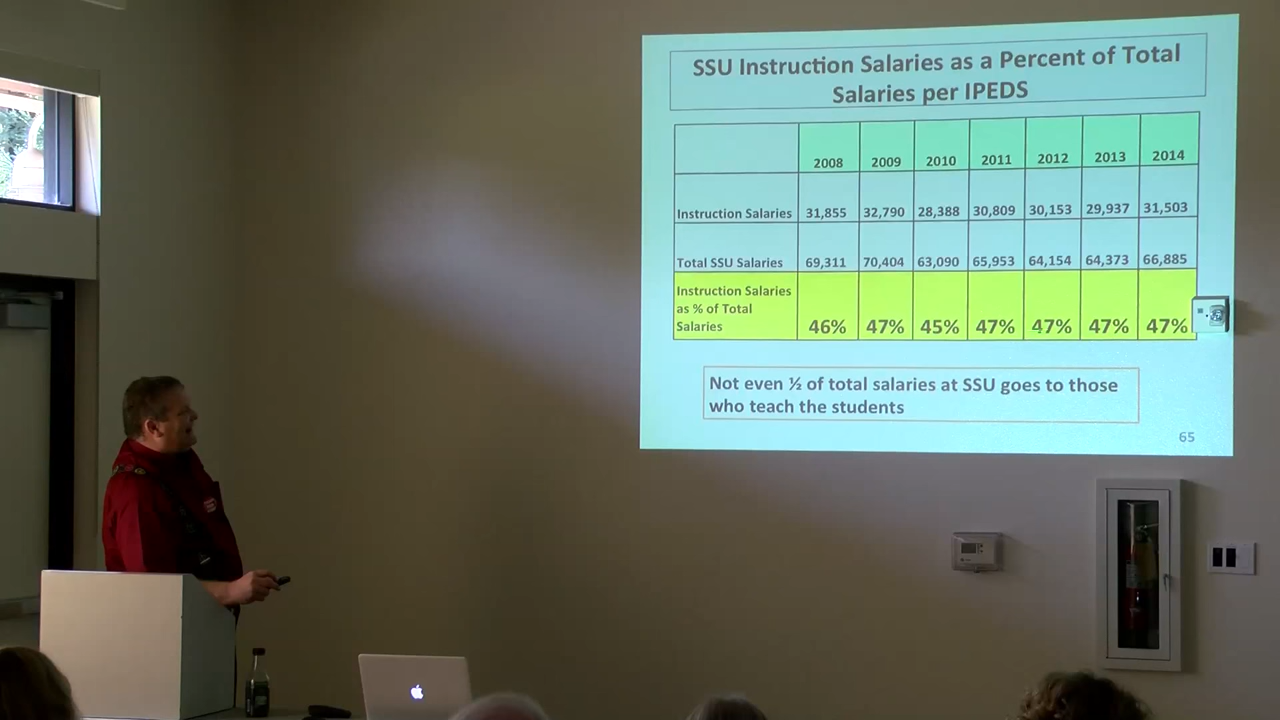 SSU Instruction Salaries as a Percent of Total
Salaries per IPEDS
2008 2009 2010 2011 2012 2013 2014
Instruction Salaries 31,855 32,790 28,388 30,809 30,153 29,937 31,503
Total SSU Salaries 69,311 70,404 63,090 65,953 64,154 64,373 66,885
Instruction Salaries
as % of Total
Salaries 46% 47% 45% 47% 47% 47% 47%
Not even ½ of total salaries at SSU goes to those
who teach the students
65